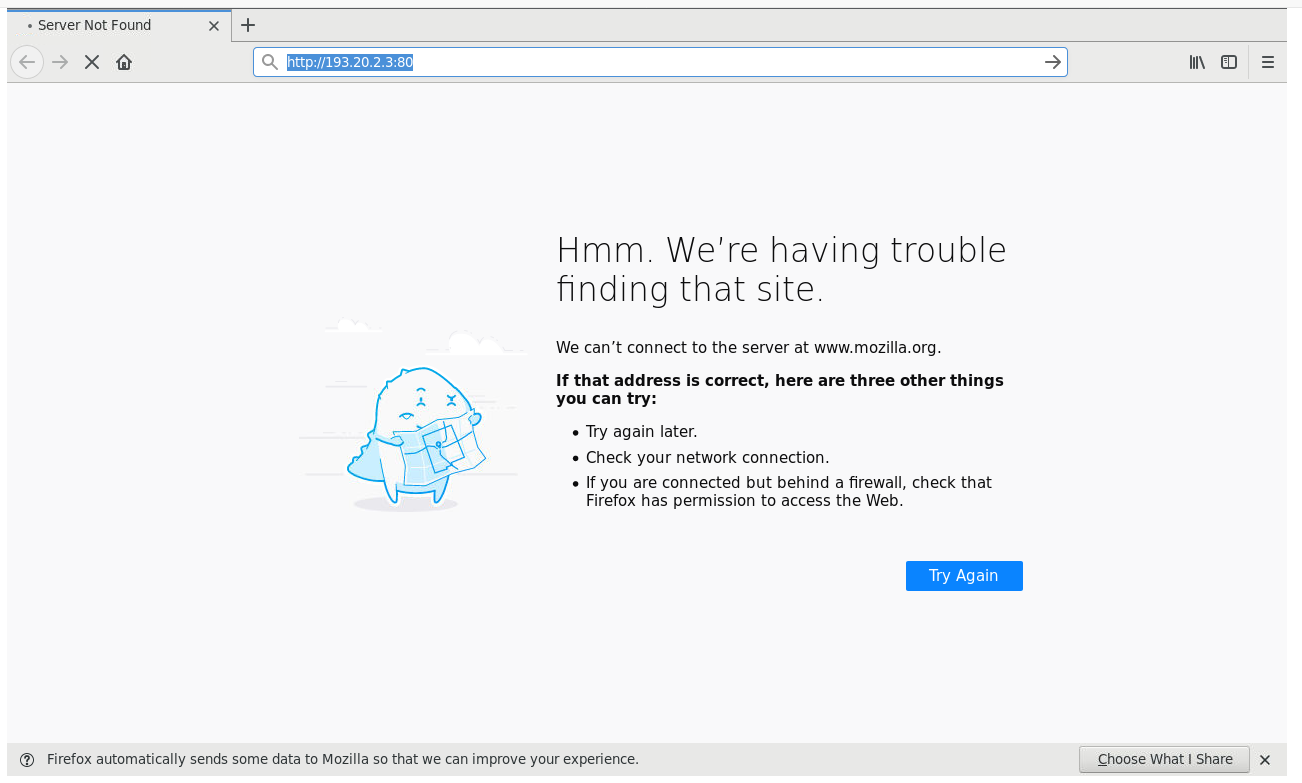 Server Not Found
http://193.20.2.3:80
Hmm. We're having trouble
finding that site.
We can’t connect to the server at www.mozilla.org.
If that address is correct, here are three other things
you can try:
Try again later.
Check your network connection.
If you are connected but behind a firewall, check that
Firefox has permission to access the Web.
Try Again
Firefox automatically sends some data to Mozilla so that we can improve your experience.
Choose What I Share